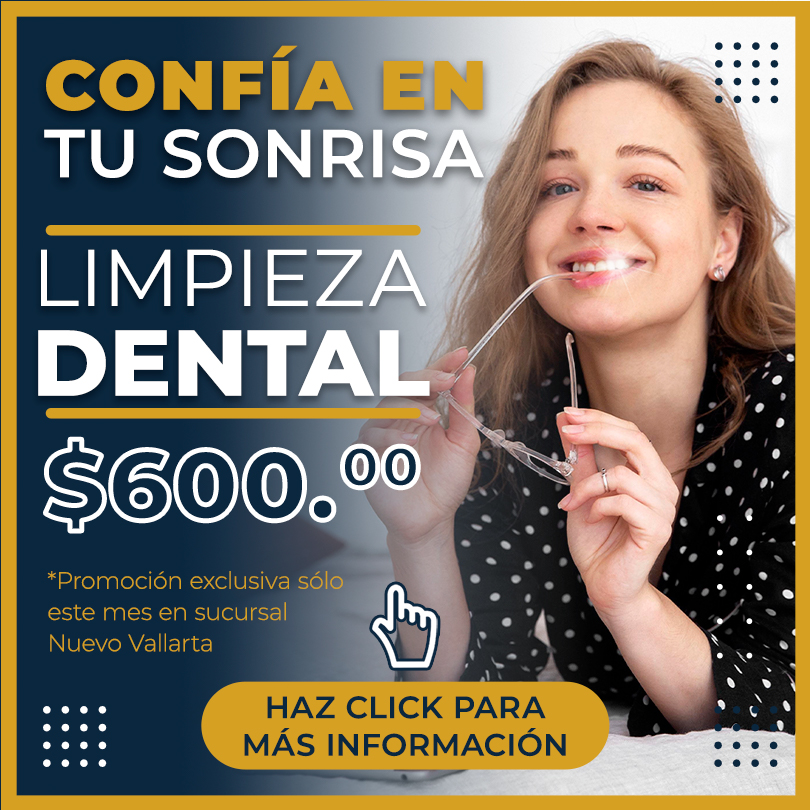 CONFÍA EN
TU SONRISA
LIMPIEZA
DENTAL
$600.00
*Promoción exclusiva sólo
este mes en sucursal
Nuevo Vallarta
HAZ CLICK PARA
MÁS INFORMACIÓN